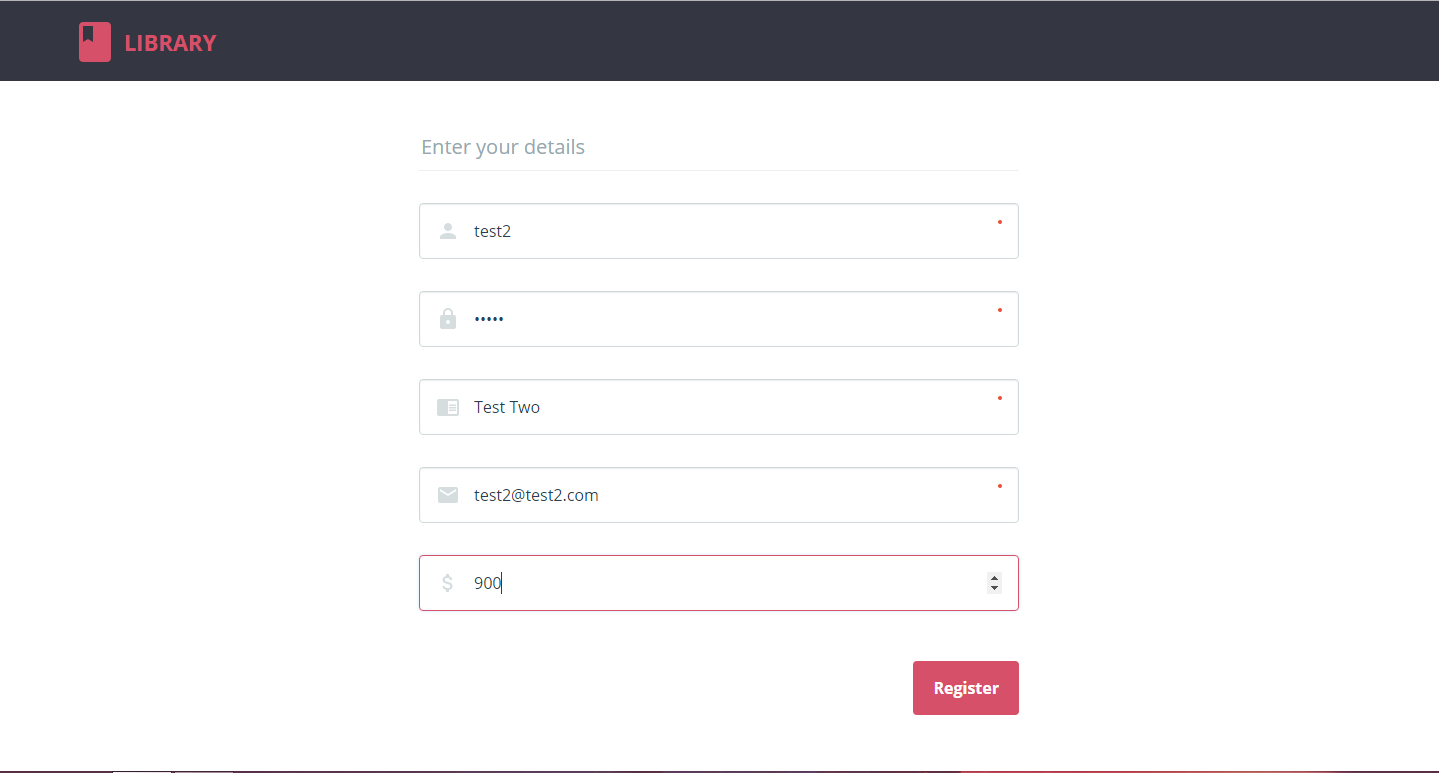 LIBRARY
Enter your details
test2
•••••
Test Two
test2@test2.com
$ 900
Register